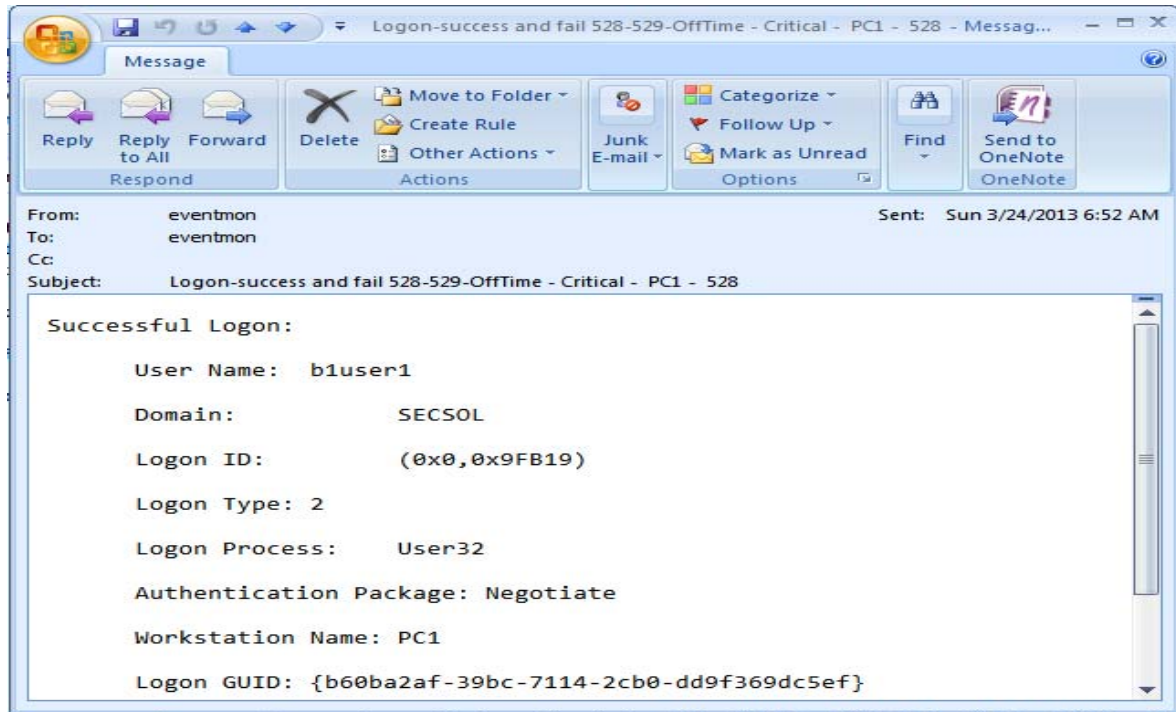 Logon-success and fail 528-529-OffTime - Critical - PC1 - 528 - Messag...
Message
Reply
Reply to All
Forward
Respond
Delete
Move to Folder
Create Rule
Other Actions
Actions
Junk E-mail
Categorize
Follow Up
Mark as Unread
Options
Find
Send to OneNote
OneNote
From: eventmon
Sent: Sun 3/24/2013 6:52 AM
To: eventmon
Cc:
Subject: Logon-success and fail 528-529-OffTime - Critical - PC1 - 528
Successful Logon:
User Name: b1user1
Domain: SECSOL
Logon ID: (0x0,0x9FB19)
Logon Type: 2
Logon Process: User32
Authentication Package: Negotiate
Workstation Name: PC1
Logon GUID: {b60ba2af-39bc-7114-2cb0-dd9f369dc5ef}